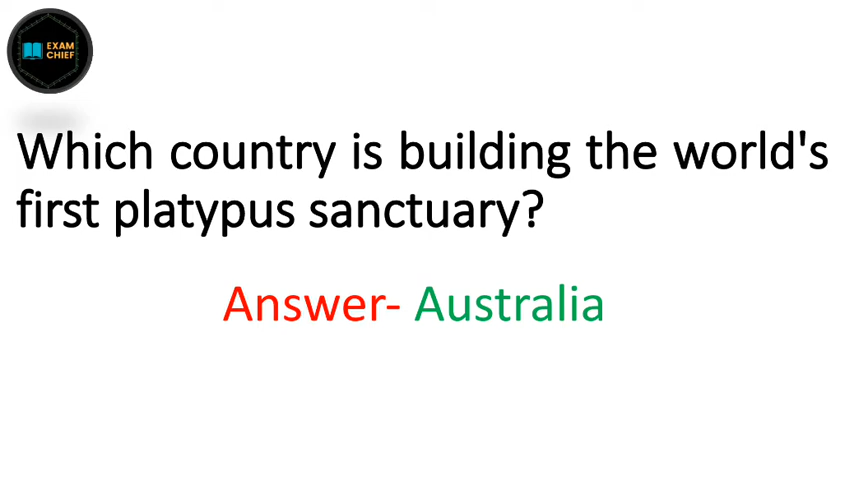 EXAM
CHIEF
Which country is building the world's
first platypus sanctuary?
Answer- Australia